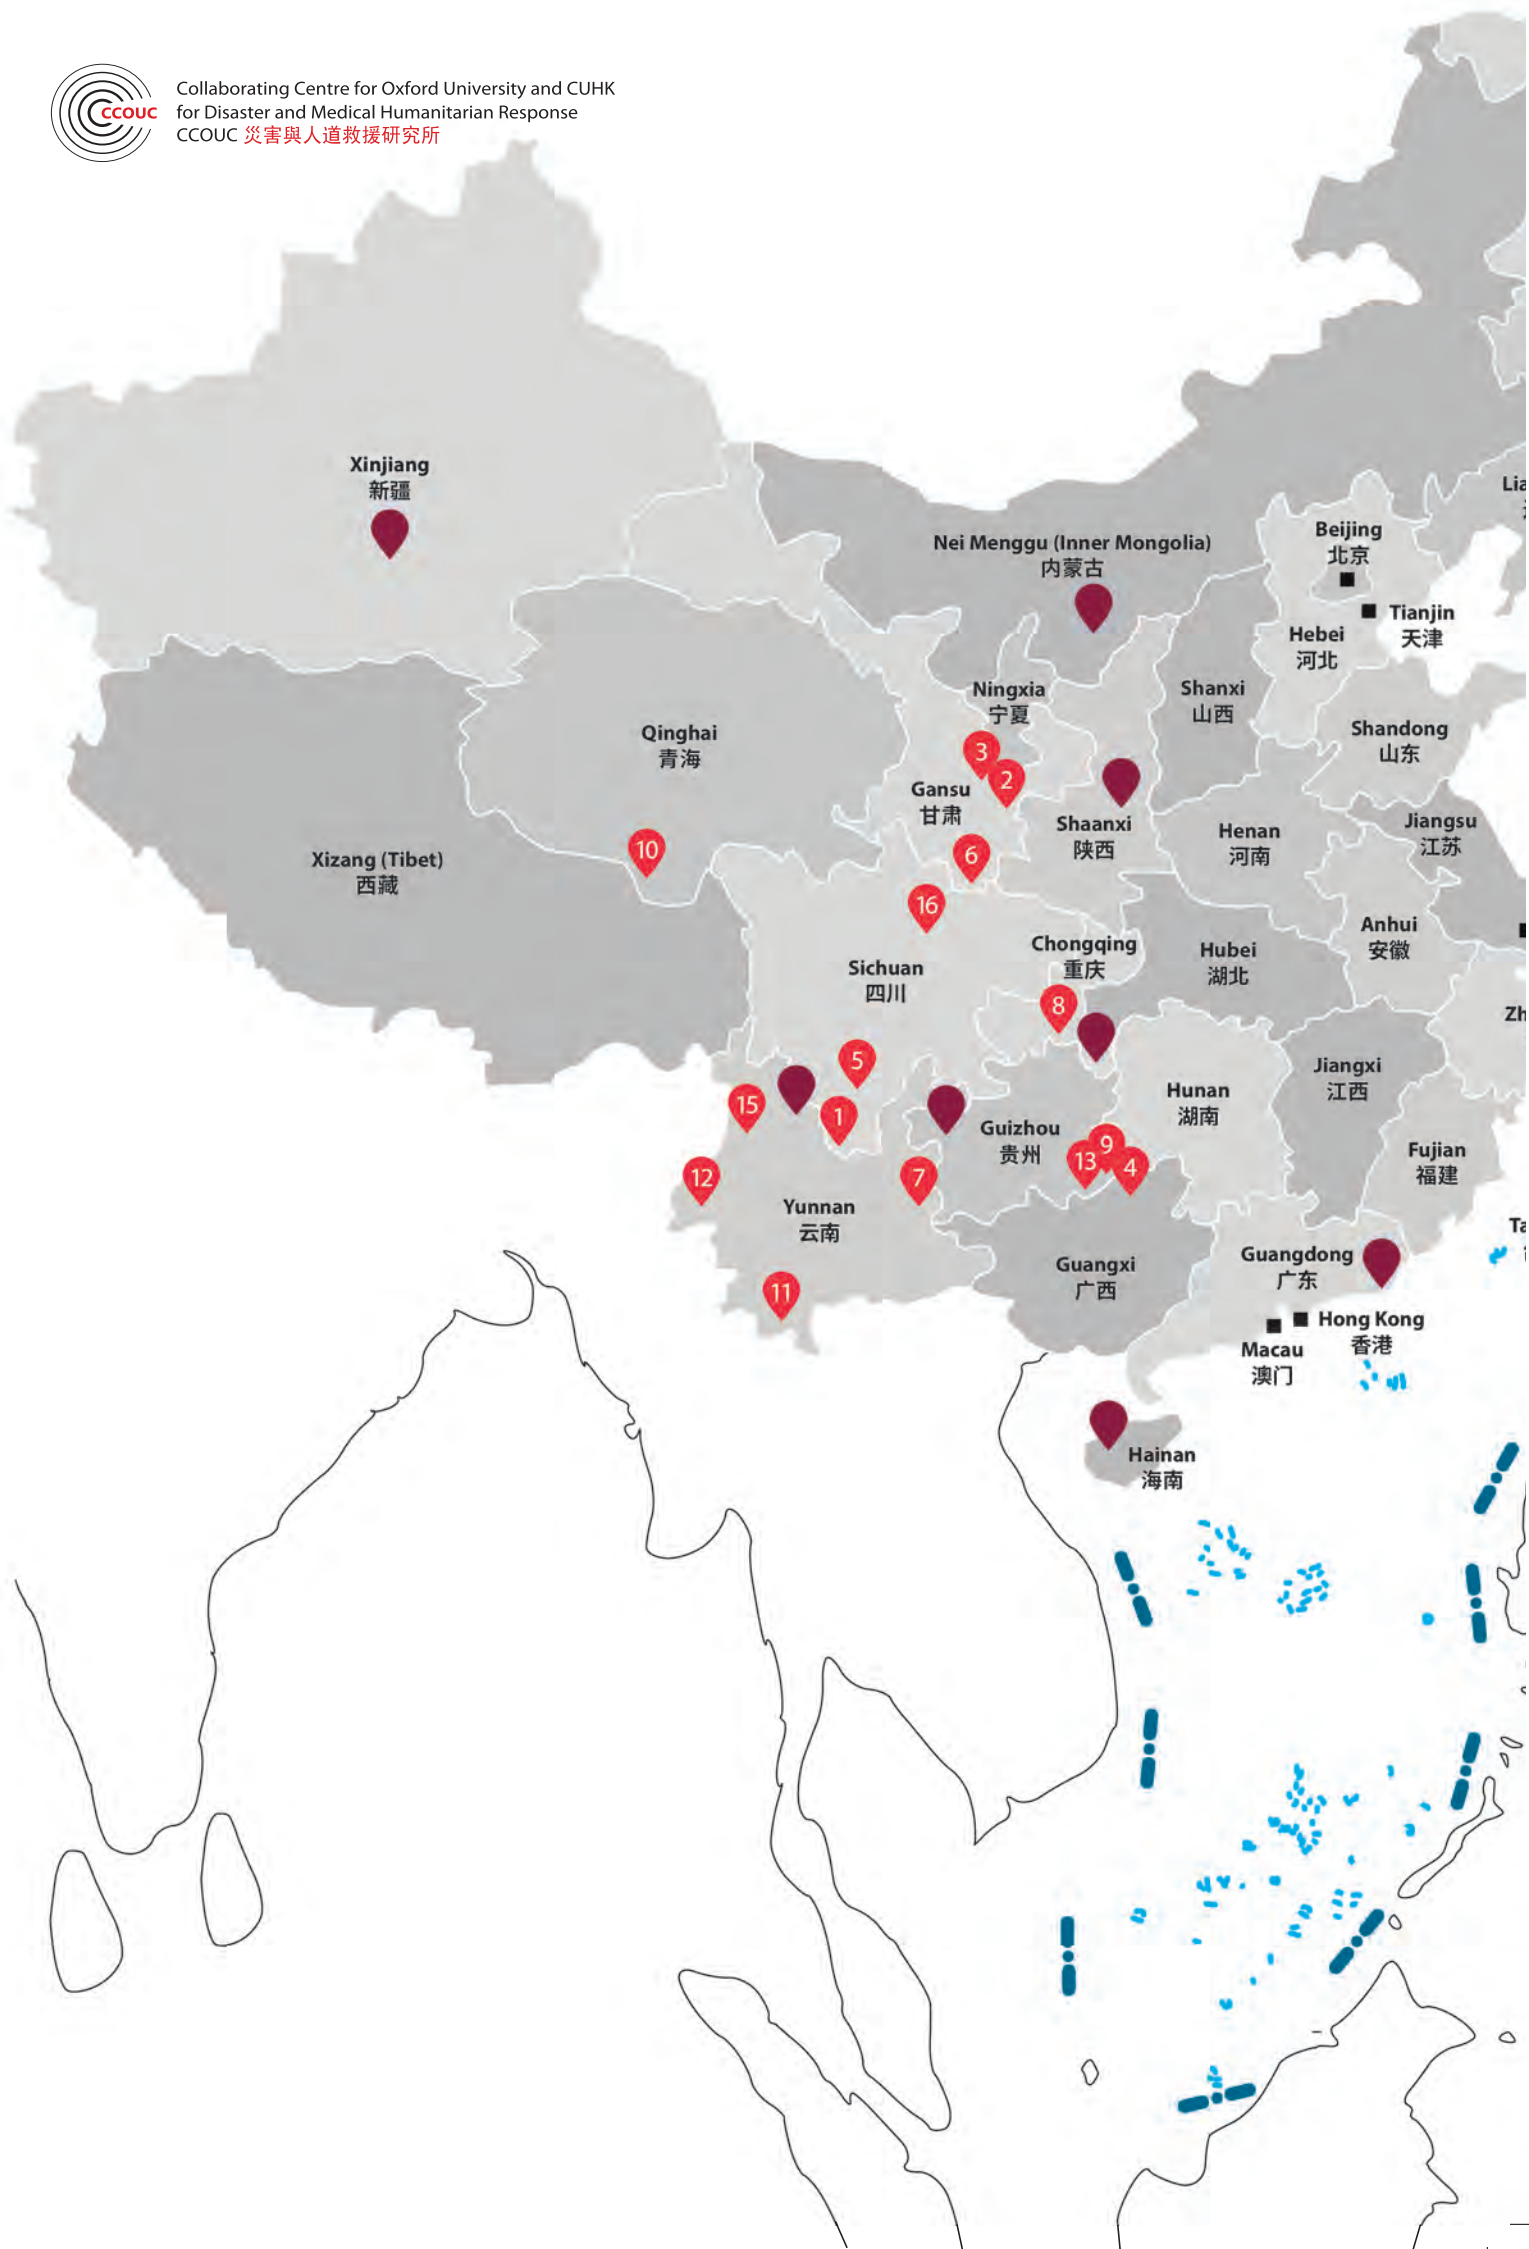 Collaborating Centre for Oxford University and CUHK
for Disaster and Medical Humanitarian Response
CCOUC
CCOUC 災害與人道救援研究所
Xinjiang
新疆
Nei Menggu (Inner Mongolia)
内蒙古
Beijing
北京
Tianjin
天津
Hebei
河北
Lia
Ningxia
宁夏
Shanxi
山西
Qinghai
青海
Shandong
山东
3
2
Gansu
甘肃
Shaanxi
陕西
Henan
河南
Jiangsu
江苏
10
Xizang (Tibet)
西藏
6
16
Anhui
安徽
Chongqing
重庆
Hubei
湖北
Sichuan
四川
8
Zh
5
Jiangxi
江西
15
1
Hunan
湖南
Guizhou
贵州
9
13
4
Fujian
福建
12
7
Yunnan
云南
Ta
Guangxi
广西
Guangdong
广东
11
Hong Kong
香港
Macau
澳门
Hainan
海南